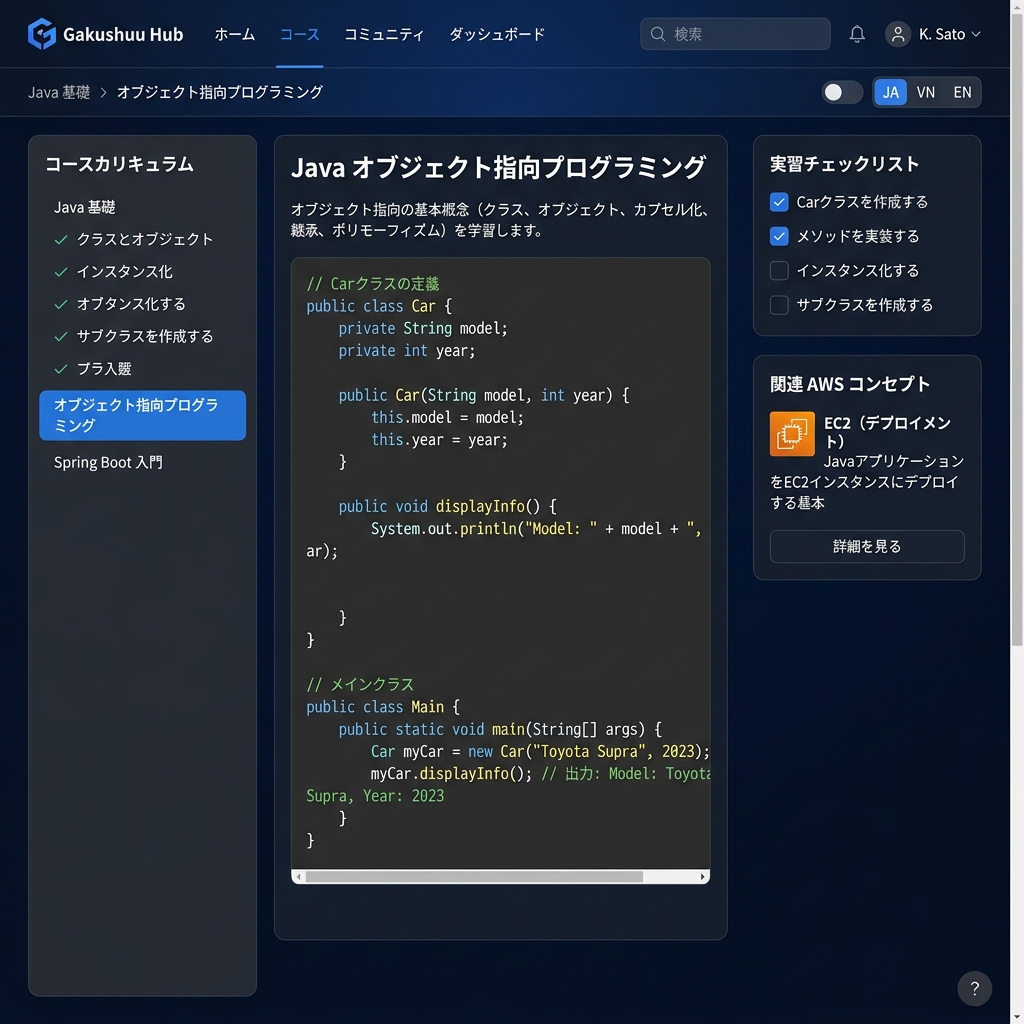 Gakushuu Hub
ホーム
コース
コミュニティ
ダッシュボード
検索
K. Sato
Java 基礎 > オブジェクト指向プログラミング
JA
VN
EN
コースカリキュラム
Java 基礎
クラスとオブジェクト
インスタンス化
オブタンス化する
サブクラスを作成する
ブラ入
オブジェクト指向プログラ
ミング
Spring Boot 入門
Java オブジェクト指向プログラミング
オブジェクト指向の基本概念（クラス、オブジェクト、カプセル化、
継承、ポリモーフィズム）を学習します。
// Carクラスの定義
public class Car {
    private String model;
    private int year;
    public Car(String model, int year) {
        this.model = model;
        this.year = year;
    }
    public void displayInfo() {
        System.out.println("Model: " + model + ",
ar);
    }
}
// メインクラス
public class Main {
    public static void main(String[] args) {
        Car myCar = new Car("Toyota Supra", 2023);
        myCar.displayInfo(); // 出力: Model: Toyota
Supra, Year: 2023
    }
}
実習チェックリスト
Carクラスを作成する
メソッドを実装する
インスタンス化する
サブクラスを作成する
関連 AWS コンセプト
EC2（デプロイメン
ト）
Javaアプリケーション
をEC2インスタンスにデプロイ
する基本
詳細を見る
?